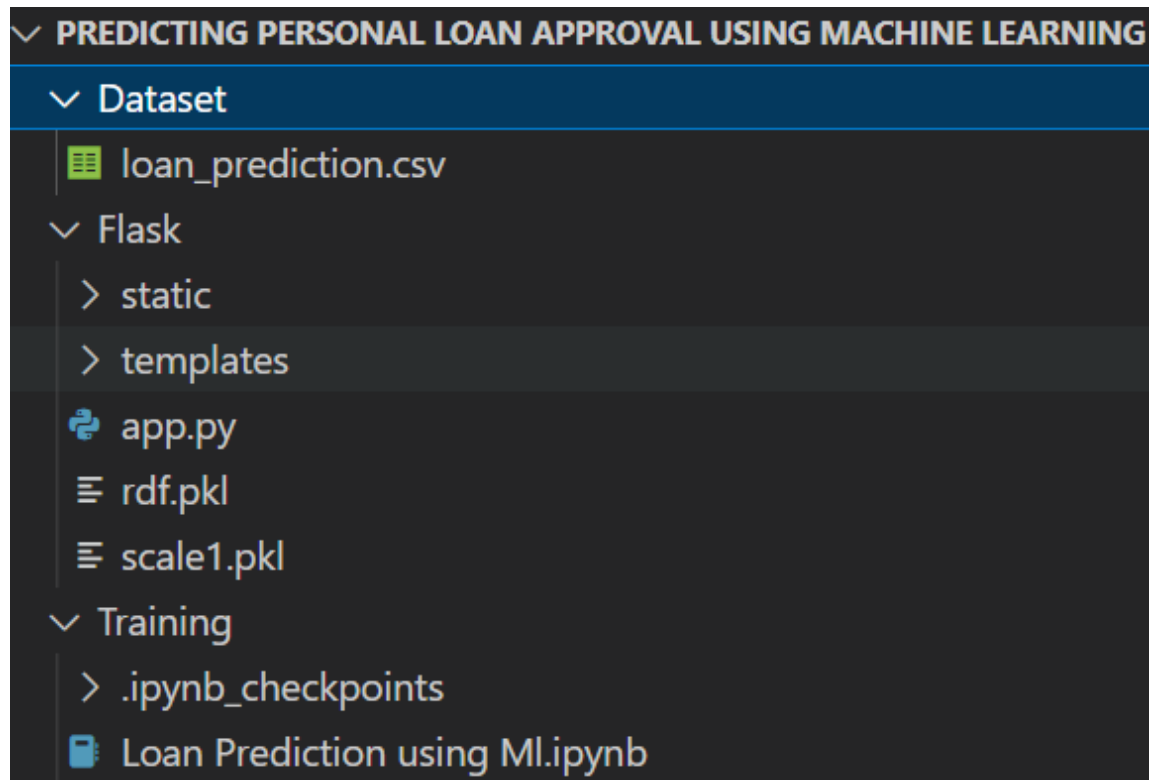 PREDICTING PERSONAL LOAN APPROVAL USING MACHINE LEARNING
Dataset
loan_prediction.csv
Flask
static
templates
app.py
rdf.pkl
scale1.pkl
Training
.ipynb_checkpoints
Loan Prediction using Ml.ipynb